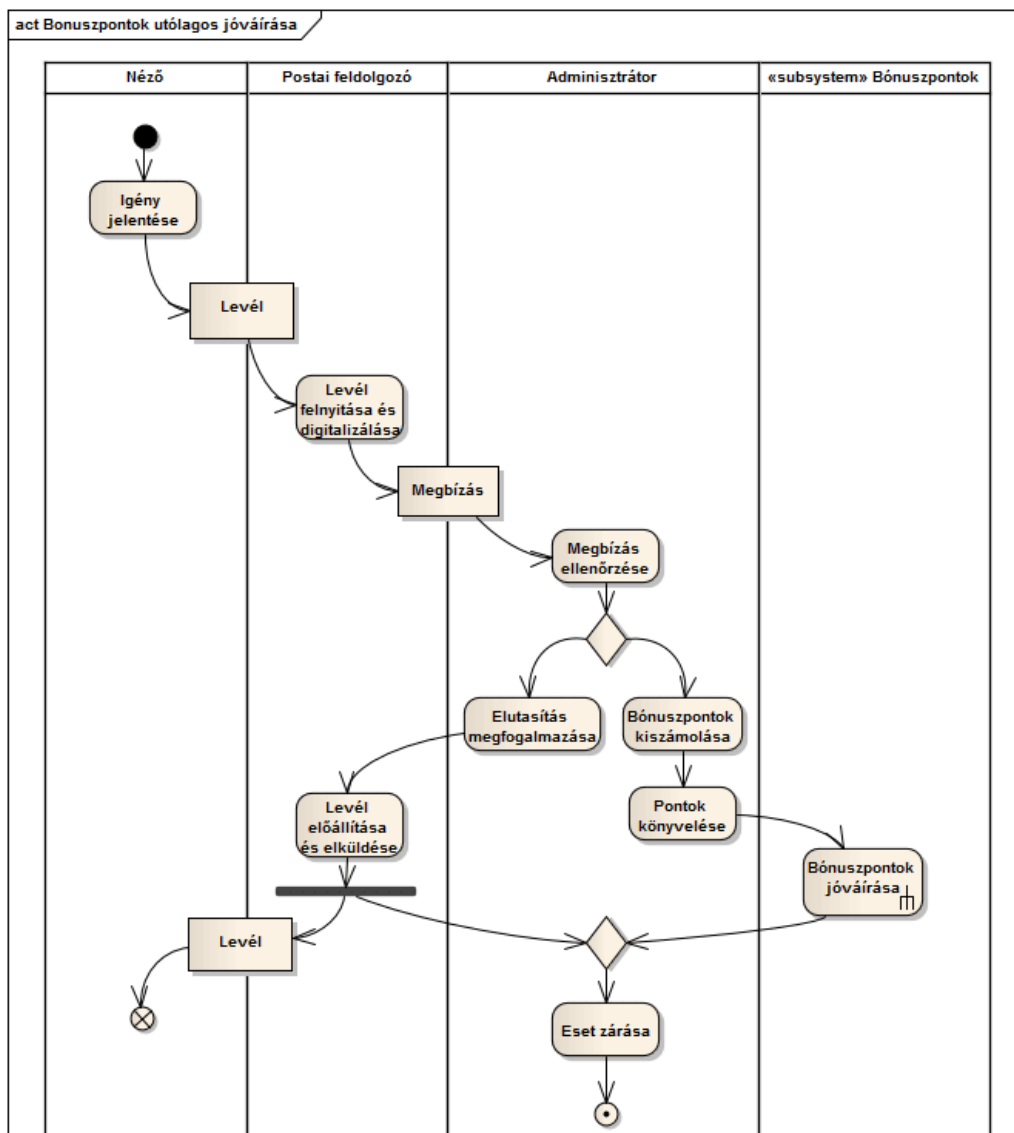 act Bonuszpontok utólagos jóváírása
Néző
Postai feldolgozó
Adminisztrátor
«subsystem» Bónuszpontok
Igény
jelentése
Levél
Levél
felnyitása és
digitalizálása
Megbízás
Megbízás
ellenőrzése
Elutasítás
megfogalmazása
Bónuszpontok
kiszámolása
Levél
előállítása
és elküldése
Pontok
könyvelése
Bónuszpontok
jóváírása
Levél
Eset zárása